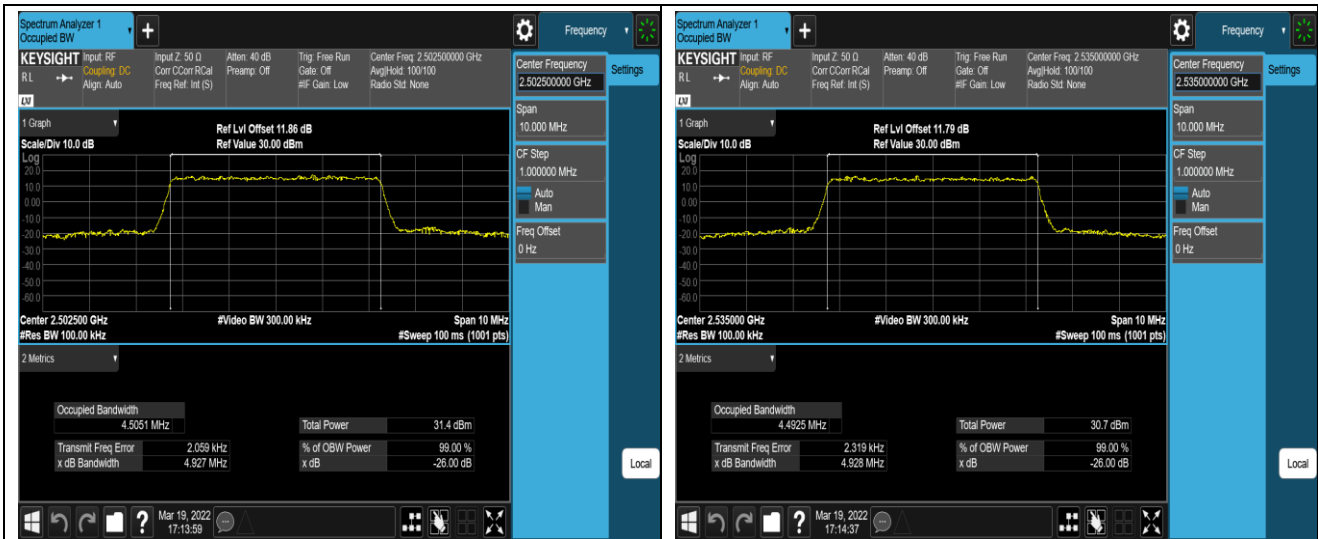 Spectrum Analyzer 1
Occupied BW
+
Frequency
KEYSIGHT
RL
LXI
Input: RF
Coupling: DC
Align: Auto
Input Z: 50 Ω
Corr CCorr RCal
Freq Ref: Int (S)
Atten: 40 dB
Preamp: Off
Trig: Free Run
Gate: Off
#IF Gain: Low
Center Freq: 2.502500000 GHz
Avg|Hold: 100/100
Radio Std: None
Center Frequency
2.502500000 GHz
Settings
Span
10.000 MHz
CF Step
1.000000 MHz
Auto
Man
Freq Offset
0 Hz
Local
1 Graph
Scale/Div 10.0 dB
Ref Lvl Offset 11.86 dB
Ref Value 30.00 dBm
Log
20.0
10.0
0.00
-10.0
-20.0
-30.0
-40.0
-50.0
-60.0
Center 2.502500 GHz
#Res BW 100.00 kHz
#Video BW 300.00 kHz
Span 10 MHz
#Sweep 100 ms (1001 pts)
2 Metrics
Occupied Bandwidth
4.5051 MHz
Total Power 31.4 dBm
Transmit Freq Error 2.059 kHz
% of OBW Power 99.00 %
x dB Bandwidth 4.927 MHz
x dB -26.00 dB
?
Mar 19, 2022
17:13:59
Spectrum Analyzer 1
Occupied BW
+
Frequency
KEYSIGHT
RL
LXI
Input: RF
Coupling: DC
Align: Auto
Input Z: 50 Ω
Corr CCorr RCal
Freq Ref: Int (S)
Atten: 40 dB
Preamp: Off
Trig: Free Run
Gate: Off
#IF Gain: Low
Center Freq: 2.535000000 GHz
Avg|Hold: 100/100
Radio Std: None
Center Frequency
2.535000000 GHz
Settings
Span
10.000 MHz
CF Step
1.000000 MHz
Auto
Man
Freq Offset
0 Hz
Local
1 Graph
Scale/Div 10.0 dB
Ref Lvl Offset 11.79 dB
Ref Value 30.00 dBm
Log
20.0
10.0
0.00
-10.0
-20.0
-30.0
-40.0
-50.0
-60.0
Center 2.535000 GHz
#Res BW 100.00 kHz
#Video BW 300.00 kHz
Span 10 MHz
#Sweep 100 ms (1001 pts)
2 Metrics
Occupied Bandwidth
4.4925 MHz
Total Power 30.7 dBm
Transmit Freq Error 2.319 kHz
% of OBW Power 99.00 %
x dB Bandwidth 4.928 MHz
x dB -26.00 dB
?
Mar 19, 2022
17:14:37